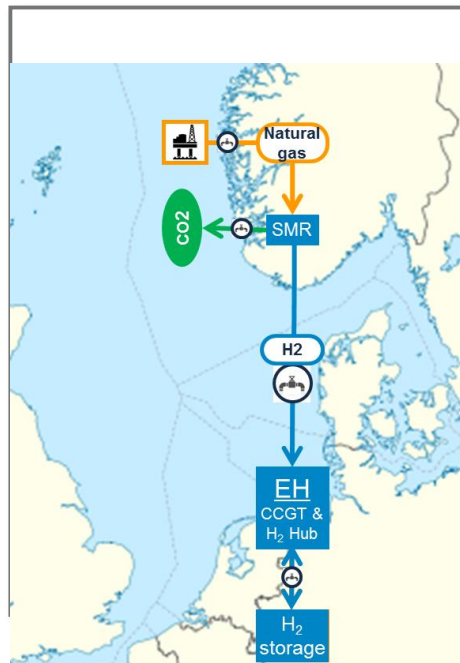 Natural
gas
CO2
SMR
H2
EH
CCGT &
H₂ Hub
H₂
storage